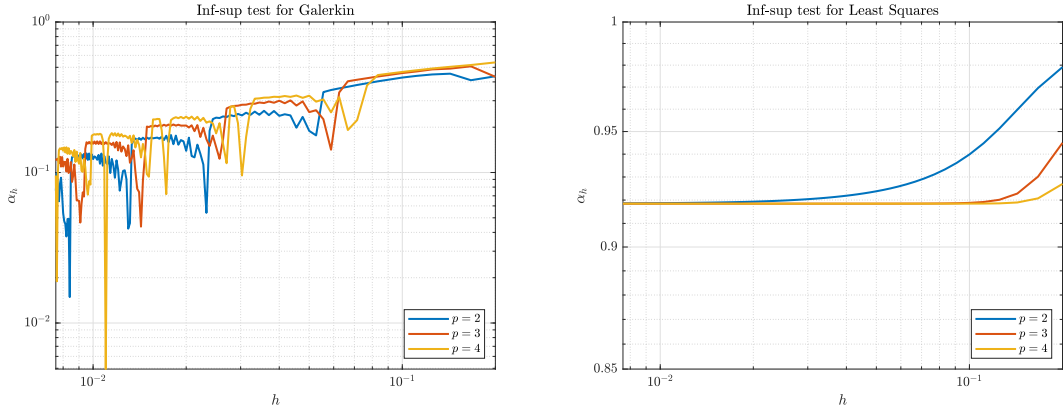 Inf-sup test for Galerkin
10⁰
10⁻¹
10⁻²
α_h
10⁻²
10⁻¹
h
p = 2
p = 3
p = 4
Inf-sup test for Least Squares
1
0.95
0.9
0.85
α_h
10⁻²
10⁻¹
h
p = 2
p = 3
p = 4